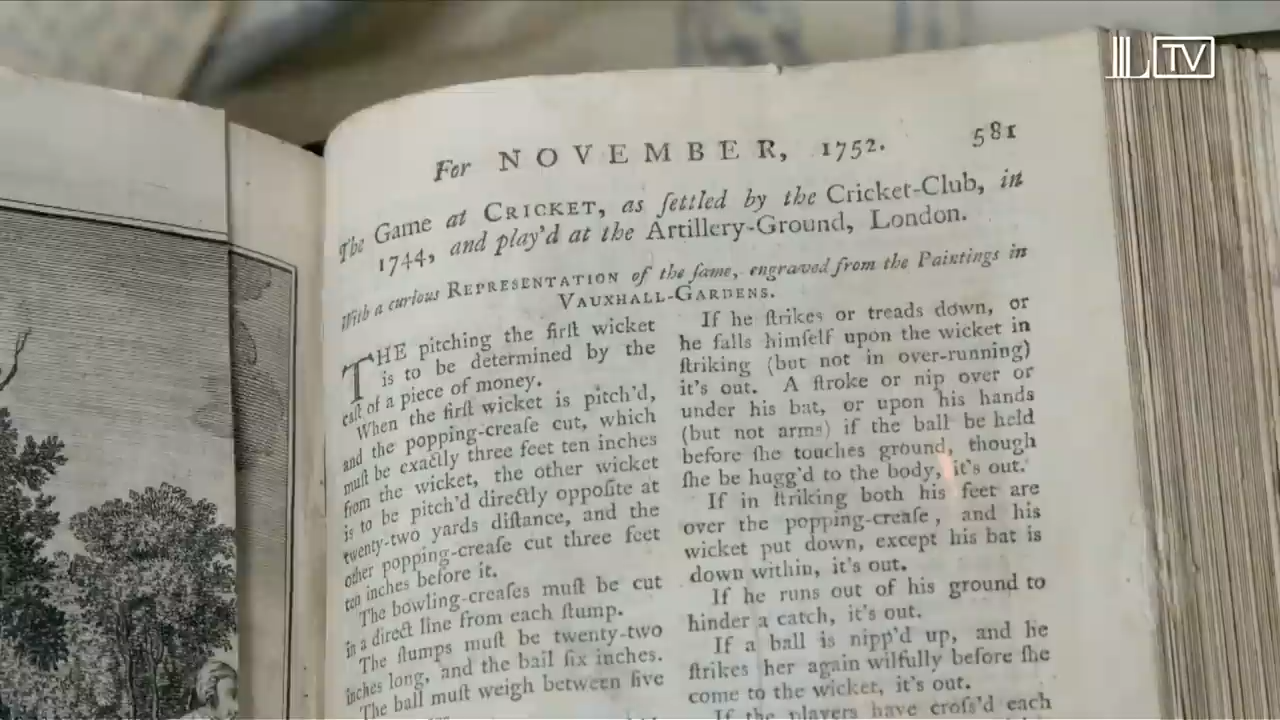 TV
For NOVEMBER, 1752. 581
The Game at CRICKET, as ſettled by the Cricket-Club, in
1744, and play'd at the Artillery-Ground, London.
With a curious REPRESENTATION of the ſame, engraved from the Paintings in
VAUXHALL-GARDENS.
THE pitching the firſt wicket
is to be determined by the
caſt of a piece of money.
When the firſt wicket is pitch'd,
and the popping-creaſe cut, which
muſt be exactly three feet ten inches
from the wicket, the other wicket
is to be pitch'd directly oppoſite at
twenty-two yards diſtance, and the
other popping-creaſe cut three feet
ten inches before it.
The bowling-creaſes muſt be cut
in a direct line from each ſtump.
The ſtumps muſt be twenty-two
inches long, and the bail ſix inches.
The ball muſt weigh between five
If he ſtrikes or treads down, or
he falls himſelf upon the wicket in
ſtriking (but not in over-running)
it's out. A ſtroke or nip over or
under his bat, or upon his hands
(but not arms) if the ball be held
before ſhe touches ground, though
ſhe be hugg'd to the body, it's out.
If in ſtriking both his feet are
over the popping-creaſe, and his
wicket put down, except his bat is
down within, it's out.
If he runs out of his ground to
hinder a catch, it's out.
If a ball is nipp'd up, and he
ſtrikes her again wilfully before ſhe
come to the wicket, it's out.
If the players have croſs'd each